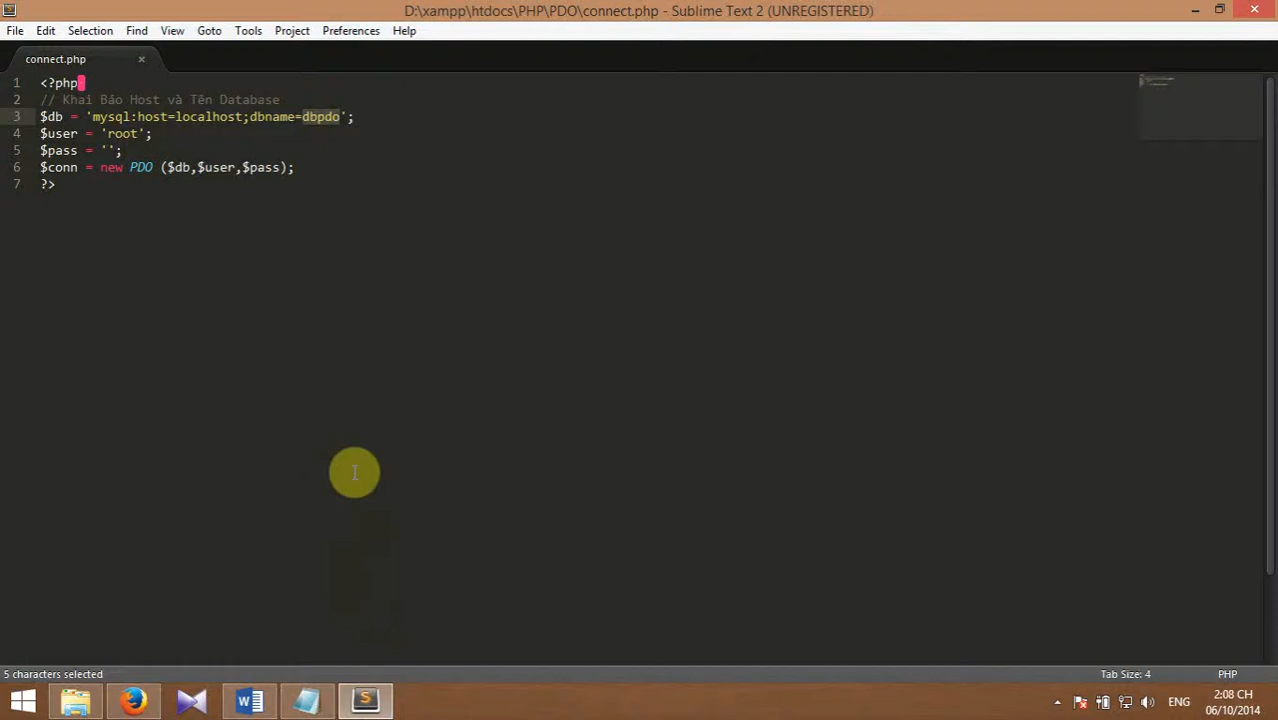 D:\xampp\htdocs\PHP\PDO\connect.php - Sublime Text 2 (UNREGISTERED)
File Edit Selection Find View Goto Tools Project Preferences Help
connect.php
1 <?php
2 // Khai Báo Host và Tên Database
3 $db = 'mysql:host=localhost;dbname=dbpdo';
4 $user = 'root';
5 $pass = '';
6 $conn = new PDO ($db,$user,$pass);
7 ?>
5 characters selected Tab Size: 4 PHP
ENG 2:08 CH
06/10/2014